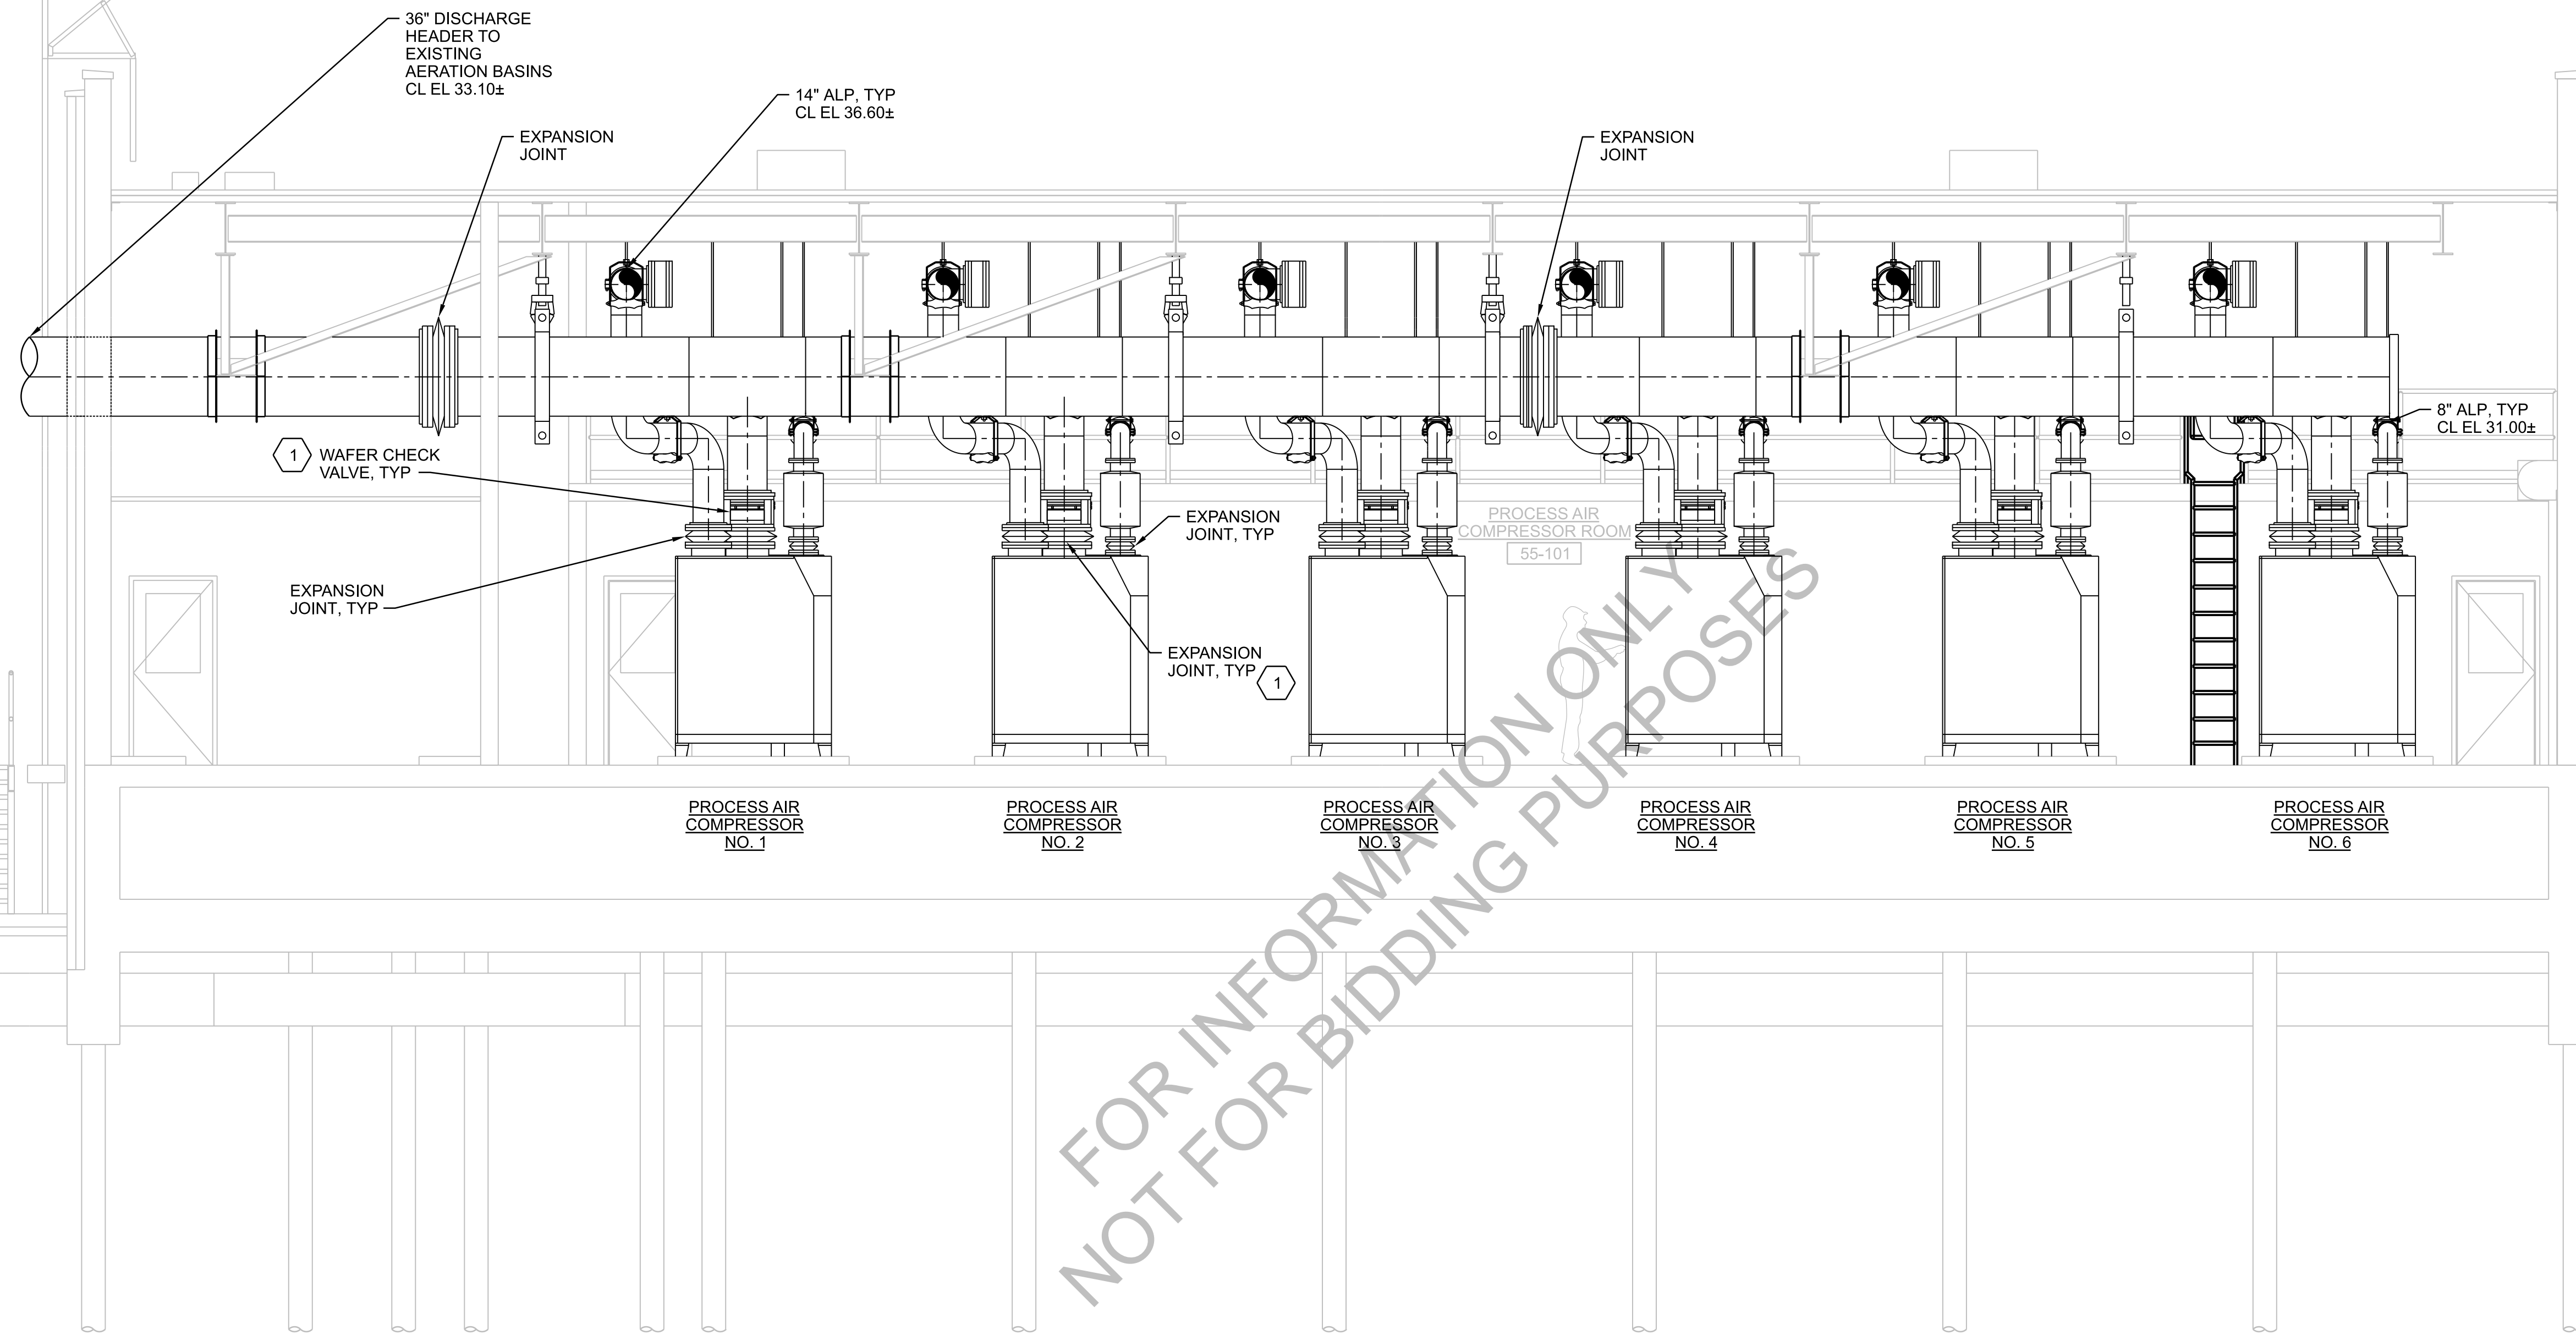 36" DISCHARGE
HEADER TO
EXISTING
AERATION BASINS
CL EL 33.10±
14" ALP, TYP
CL EL 36.60±
EXPANSION
JOINT
EXPANSION
JOINT
8" ALP, TYP
CL EL 31.00±
1
WAFER CHECK
VALVE, TYP
EXPANSION
JOINT, TYP
PROCESS AIR
COMPRESSOR ROOM
55-101
EXPANSION
JOINT, TYP
EXPANSION
JOINT, TYP
1
PROCESS AIR
COMPRESSOR
NO. 1
PROCESS AIR
COMPRESSOR
NO. 2
PROCESS AIR
COMPRESSOR
NO. 3
PROCESS AIR
COMPRESSOR
NO. 4
PROCESS AIR
COMPRESSOR
NO. 5
PROCESS AIR
COMPRESSOR
NO. 6
FOR INFORMATION ONLY
NOT FOR BIDDING PURPOSES